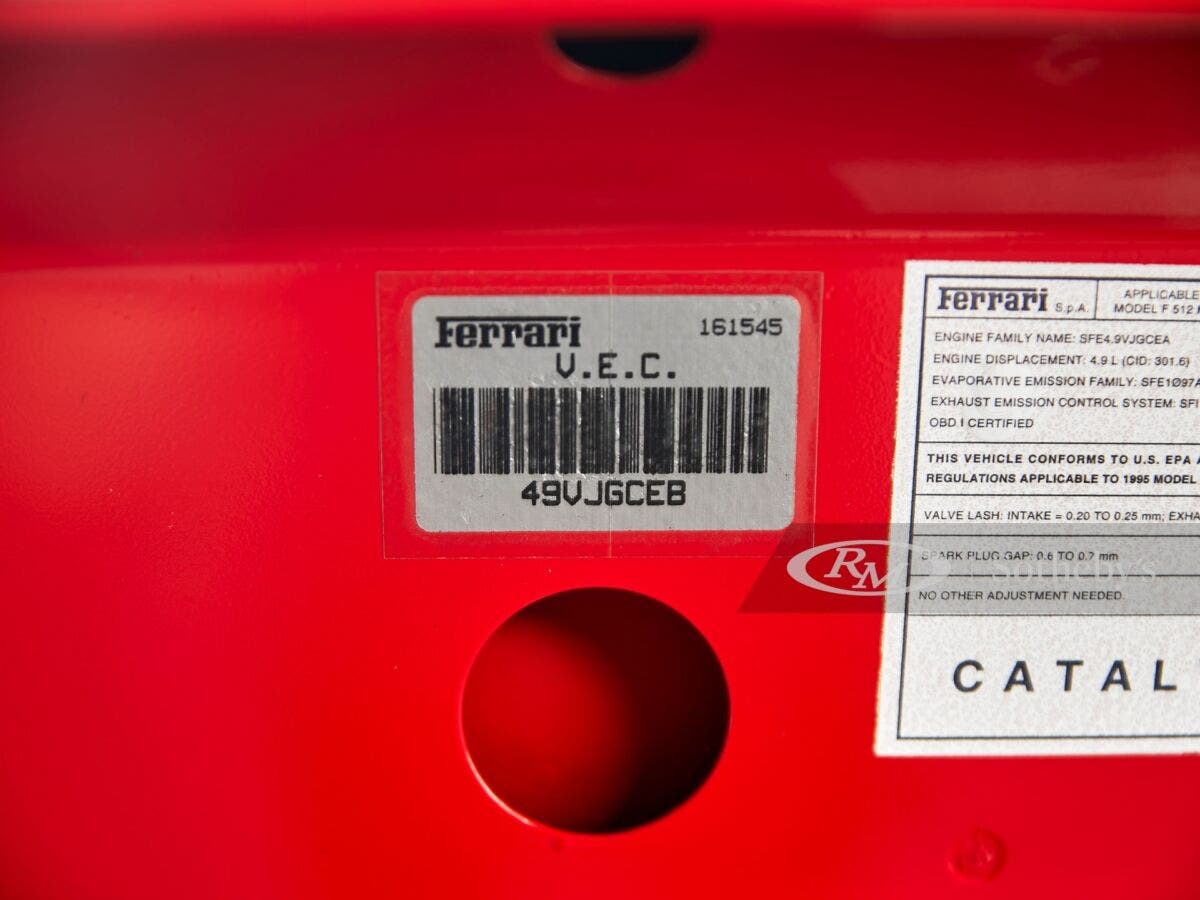 Ferrari 161545
V.E.C.
49VJGCEB
Ferrari S.p.A.
APPLICABLE
MODEL F 512
ENGINE FAMILY NAME: SFE4.9VJGCEA
ENGINE DISPLACEMENT: 4.9 L (CID: 301.6)
EVAPORATIVE EMISSION FAMILY: SFE1Ø97A
EXHAUST EMISSION CONTROL SYSTEM: SFI
OBD I CERTIFIED
THIS VEHICLE CONFORMS TO U.S. EPA A
REGULATIONS APPLICABLE TO 1995 MODEL
VALVE LASH: INTAKE = 0.20 TO 0.25 mm; EXHA
SPARK PLUG GAP: 0.6 TO 0.7 mm
RM Sotheby's
NO OTHER ADJUSTMENT NEEDED.
CATAL